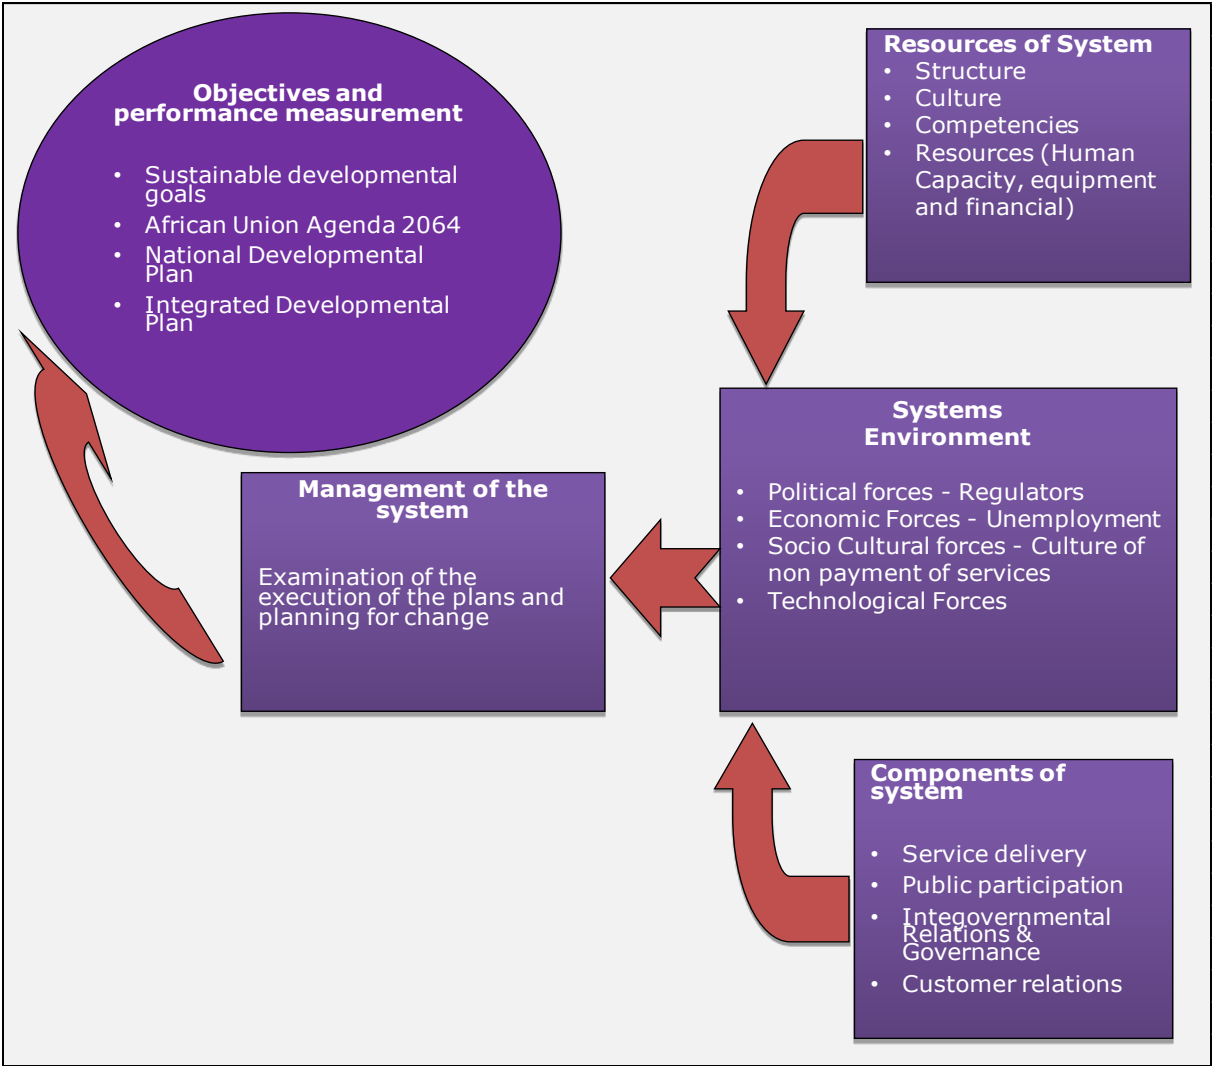 Objectives and
performance measurement
• Sustainable developmental
goals
• African Union Agenda 2064
• National Developmental
Plan
• Integrated Developmental
Plan
Resources of System
• Structure
• Culture
• Competencies
• Resources (Human
Capacity, equipment
and financial)
Systems
Environment
• Political forces - Regulators
• Economic Forces - Unemployment
• Socio Cultural forces - Culture of
non payment of services
• Technological Forces
Management of the
system
Examination of the
execution of the plans and
planning for change
Components of
system
• Service delivery
• Public participation
• Integovernmental
Relations &
Governance
• Customer relations